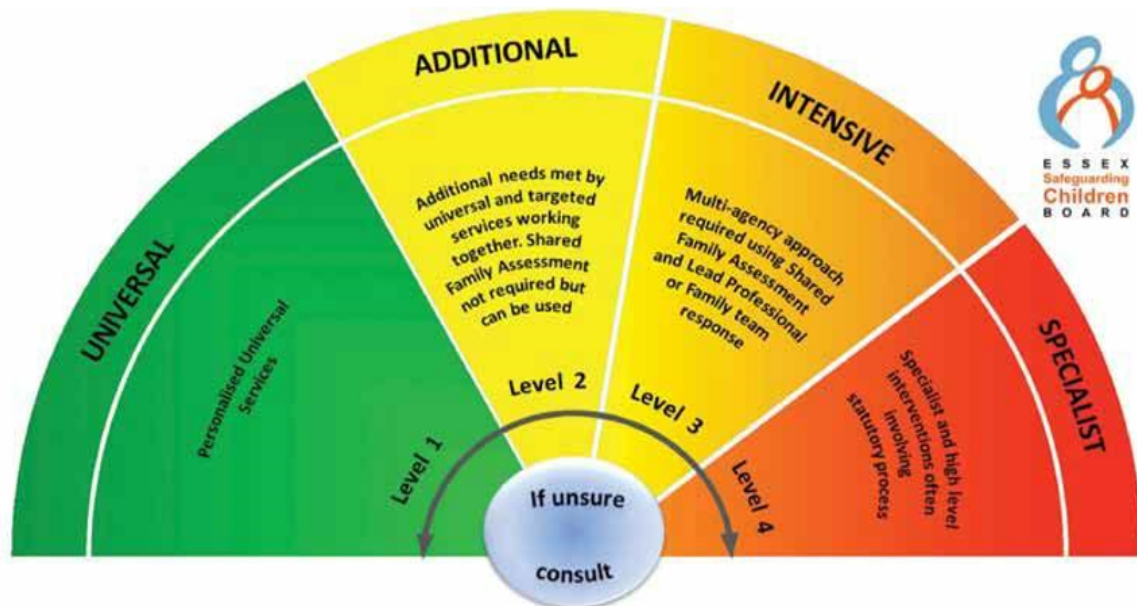 UNIVERSAL
Personalised Universal
Services
Level 1
ADDITIONAL
Additional needs met by
universal and targeted
services working
together. Shared
Family Assessment
not required but
can be used
Level 2
INTENSIVE
Multi-agency approach
required using Shared
Family Assessment
and Lead Professional
or Family team
response
Level 3
SPECIALIST
Specialist and high level
interventions often
involving
statutory process
Level 4
If unsure
consult
ESSEX
Safeguarding
Children
BOARD